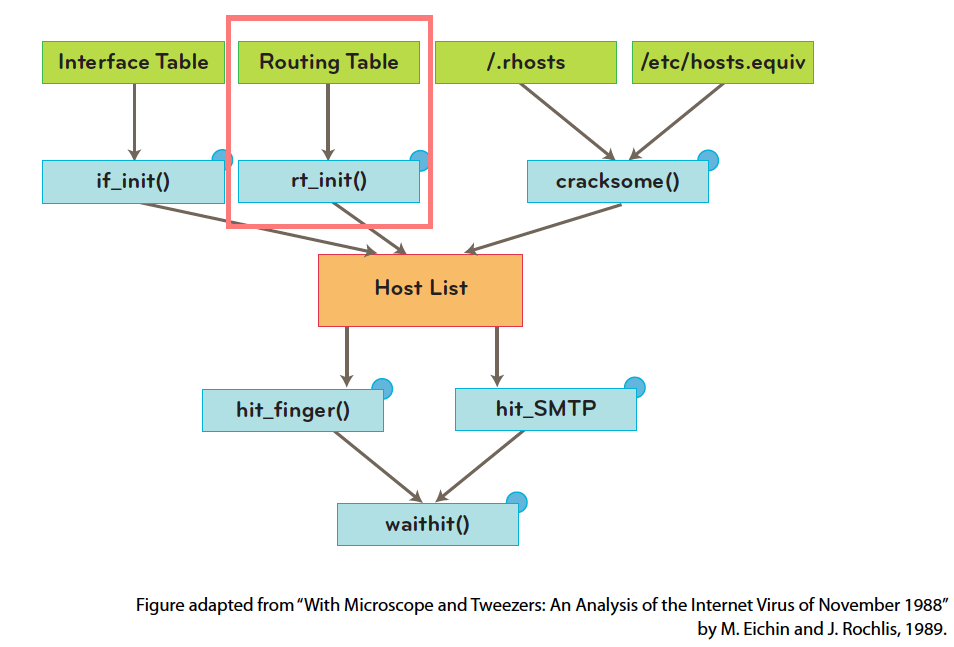 Interface Table
Routing Table
/.rhosts
/etc/hosts.equiv
if_init()
rt_init()
cracksome()
Host List
hit_finger()
hit_SMTP
waithit()
Figure adapted from “With Microscope and Tweezers: An Analysis of the Internet Virus of November 1988”
by M. Eichin and J. Rochlis, 1989.